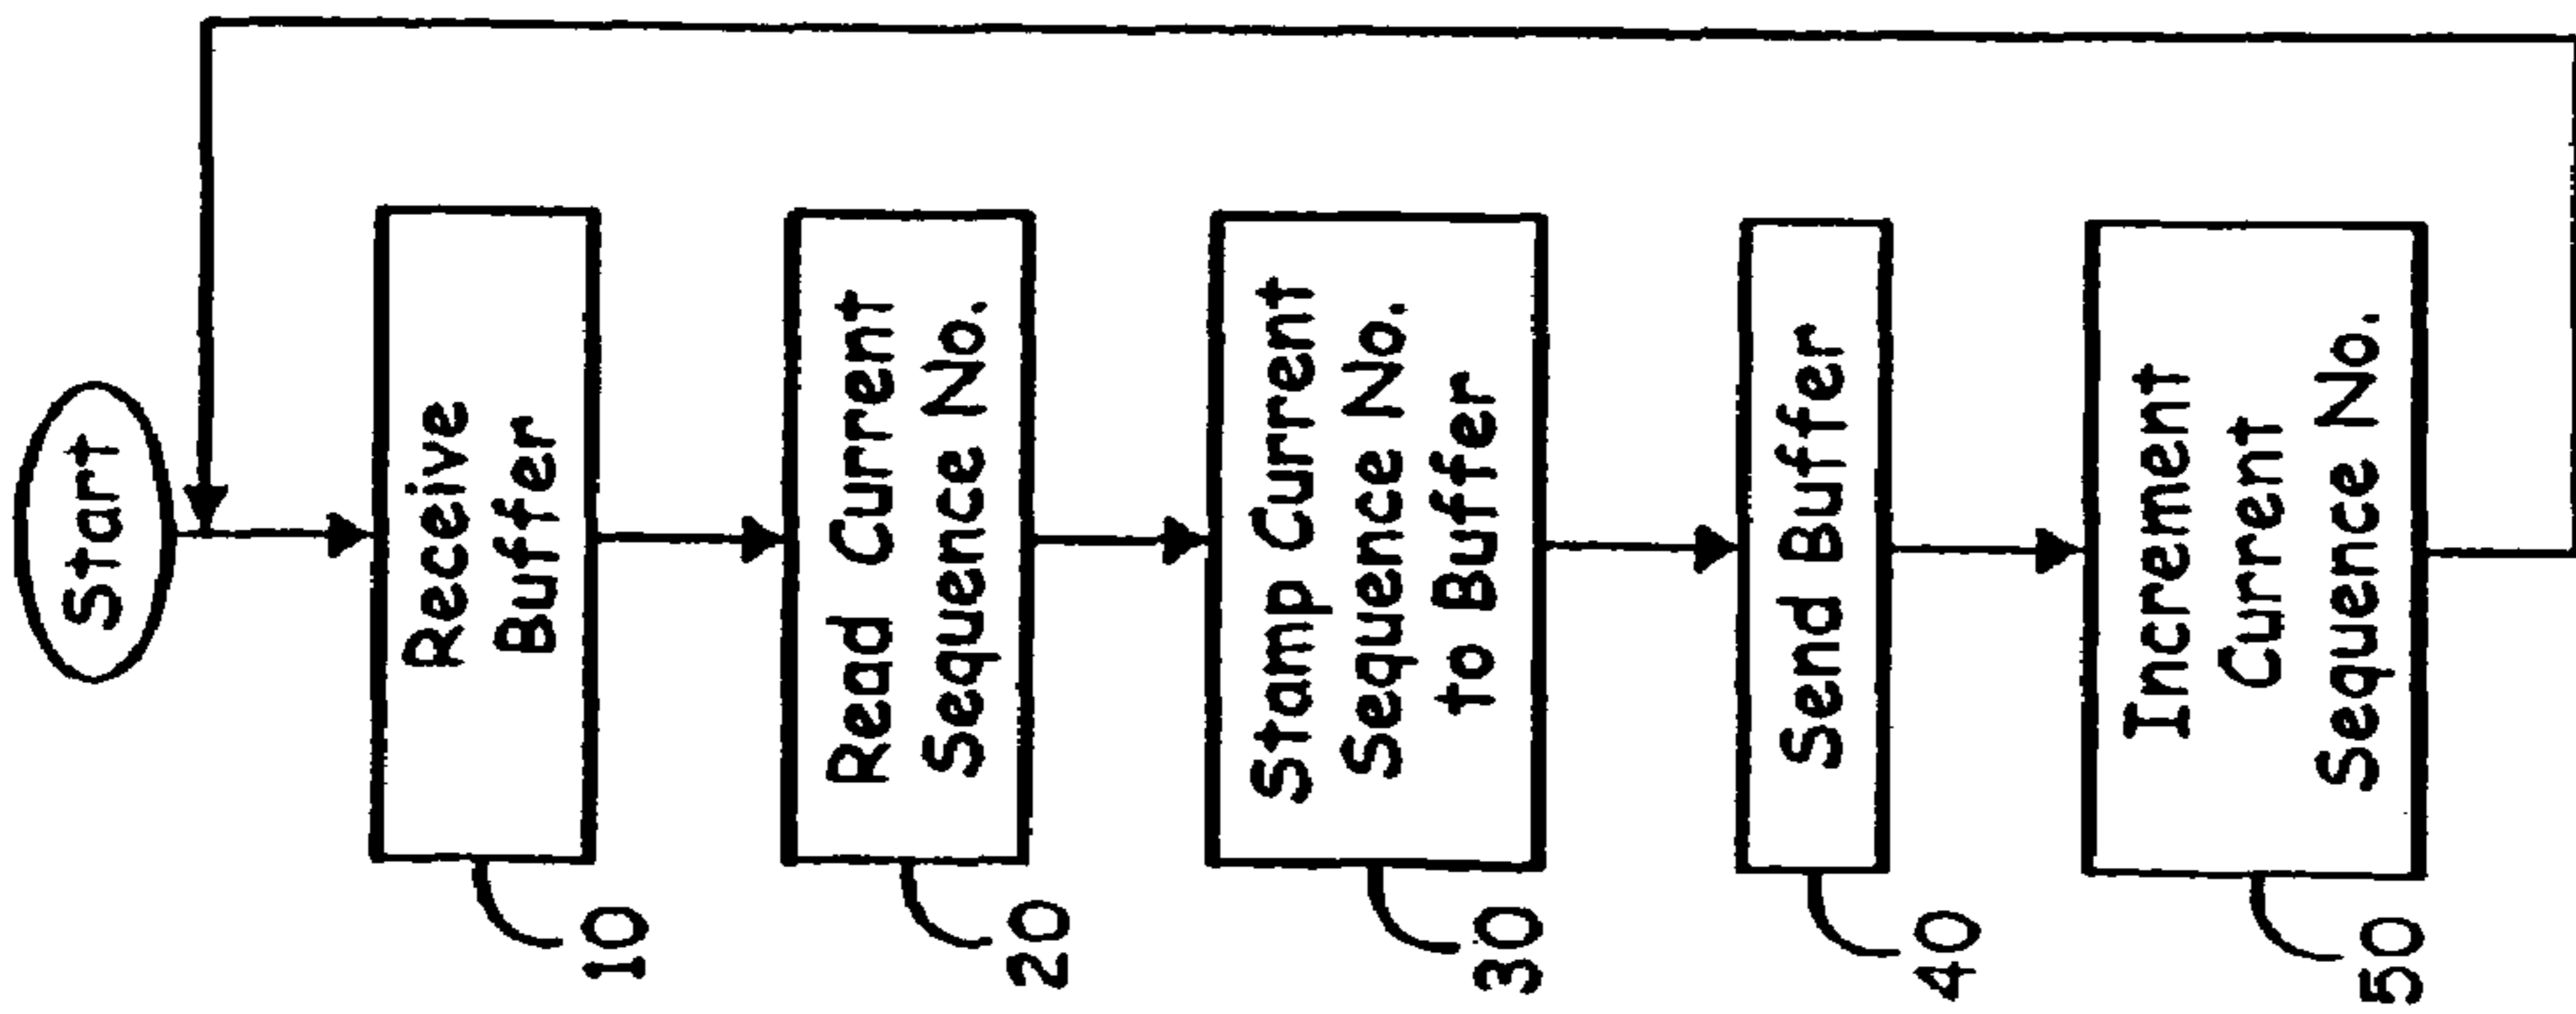 Start
Receive
Buffer
10
Read Current
Sequence No.
20
Stamp Current
Sequence No.
to Buffer
30
Send Buffer
40
Increment
Current
Sequence No.
50